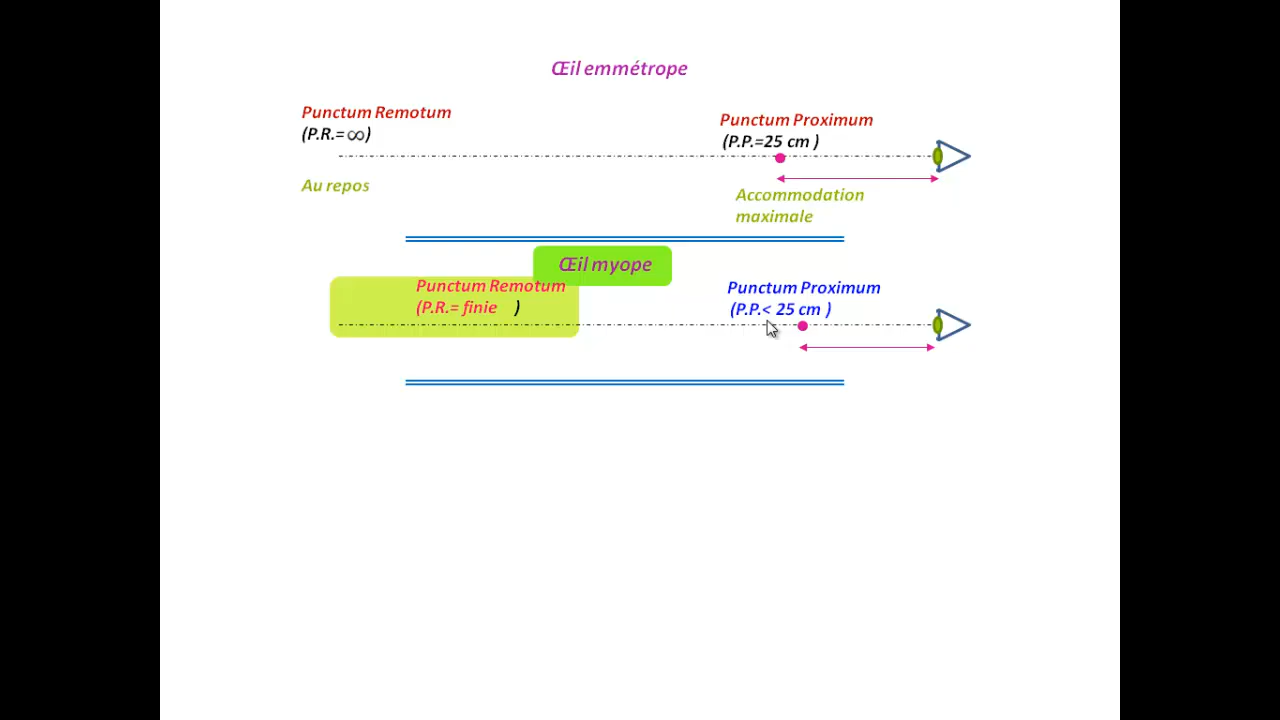 Œil emmétrope
Punctum Remotum
(P.R.=∞)
Punctum Proximum
(P.P.=25 cm )
Au repos
Accommodation
maximale
Œil myope
Punctum Remotum
(P.R.= finie )
Punctum Proximum
(P.P.< 25 cm )